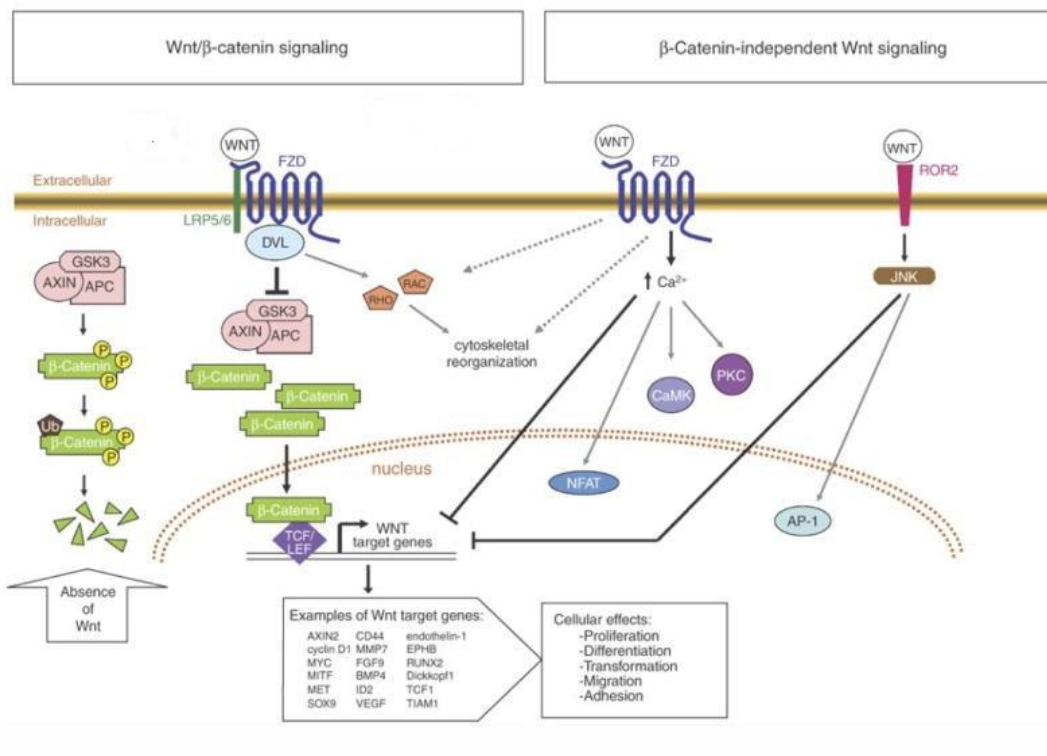 Wnt/β-catenin signaling
β-Catenin-independent Wnt signaling
WNT
FZD
WNT
FZD
WNT
ROR2
Extracellular
Intracellular
LRP5/6
DVL
GSK3
AXIN
APC
RAC
RHO
GSK3
AXIN
APC
Ca²⁺
JNK
cytoskeletal
reorganization
β-Catenin
P
P
P
β-Catenin
β-Catenin
β-Catenin
CaMK
PKC
Ub
β-Catenin
P
P
P
nucleus
NFAT
AP-1
β-Catenin
TCF/
LEF
WNT
target genes
Absence
of
Wnt
Examples of Wnt target genes:
AXIN2 CD44 endothelin-1
cyclin D1 MMP7 EPHB
MYC FGF9 RUNX2
MITF BMP4 Dickkopf1
MET ID2 TCF1
SOX9 VEGF TIAM1
Cellular effects:
-Proliferation
-Differentiation
-Transformation
-Migration
-Adhesion